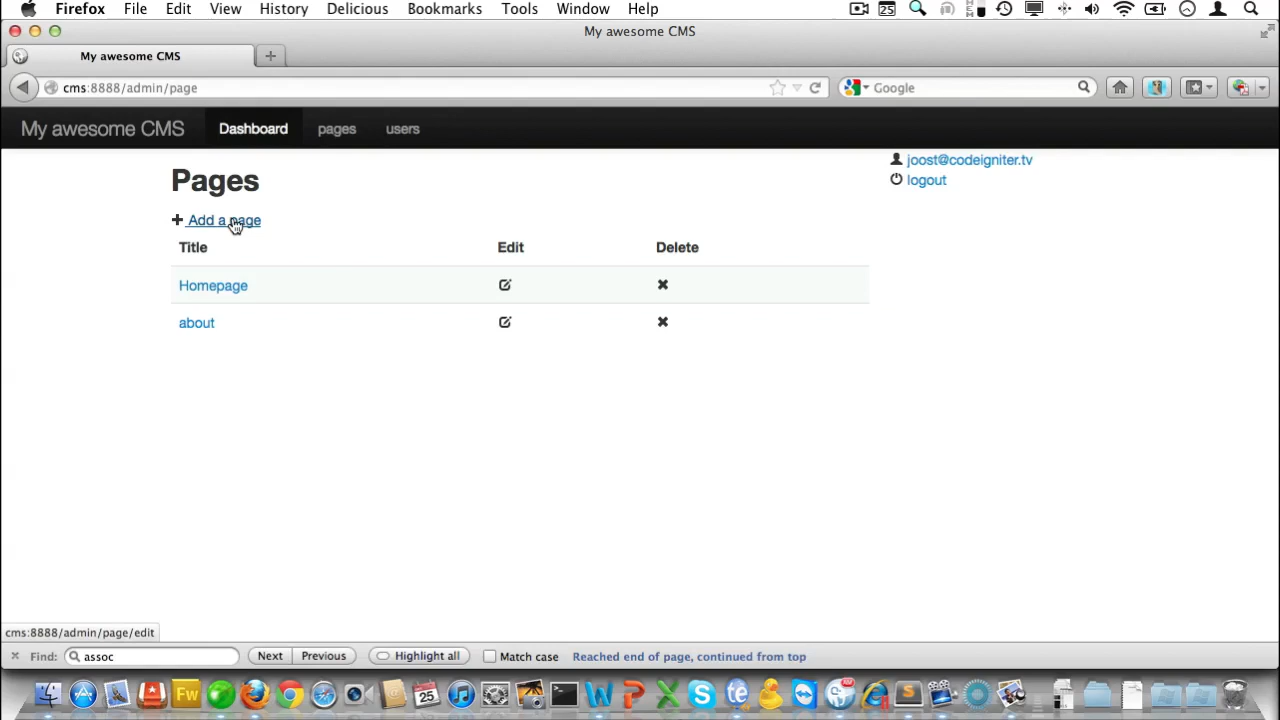 Firefox File Edit View History Delicious Bookmarks Tools Window Help
25
My awesome CMS
My awesome CMS
cms:8888/admin/page
Google
My awesome CMS Dashboard pages users
joost@codeigniter.tv
logout
Pages
Add a page
Title Edit Delete
Homepage
about
cms:8888/admin/page/edit
Find: assoc Next Previous Highlight all Match case Reached end of page, continued from top
Fw 25